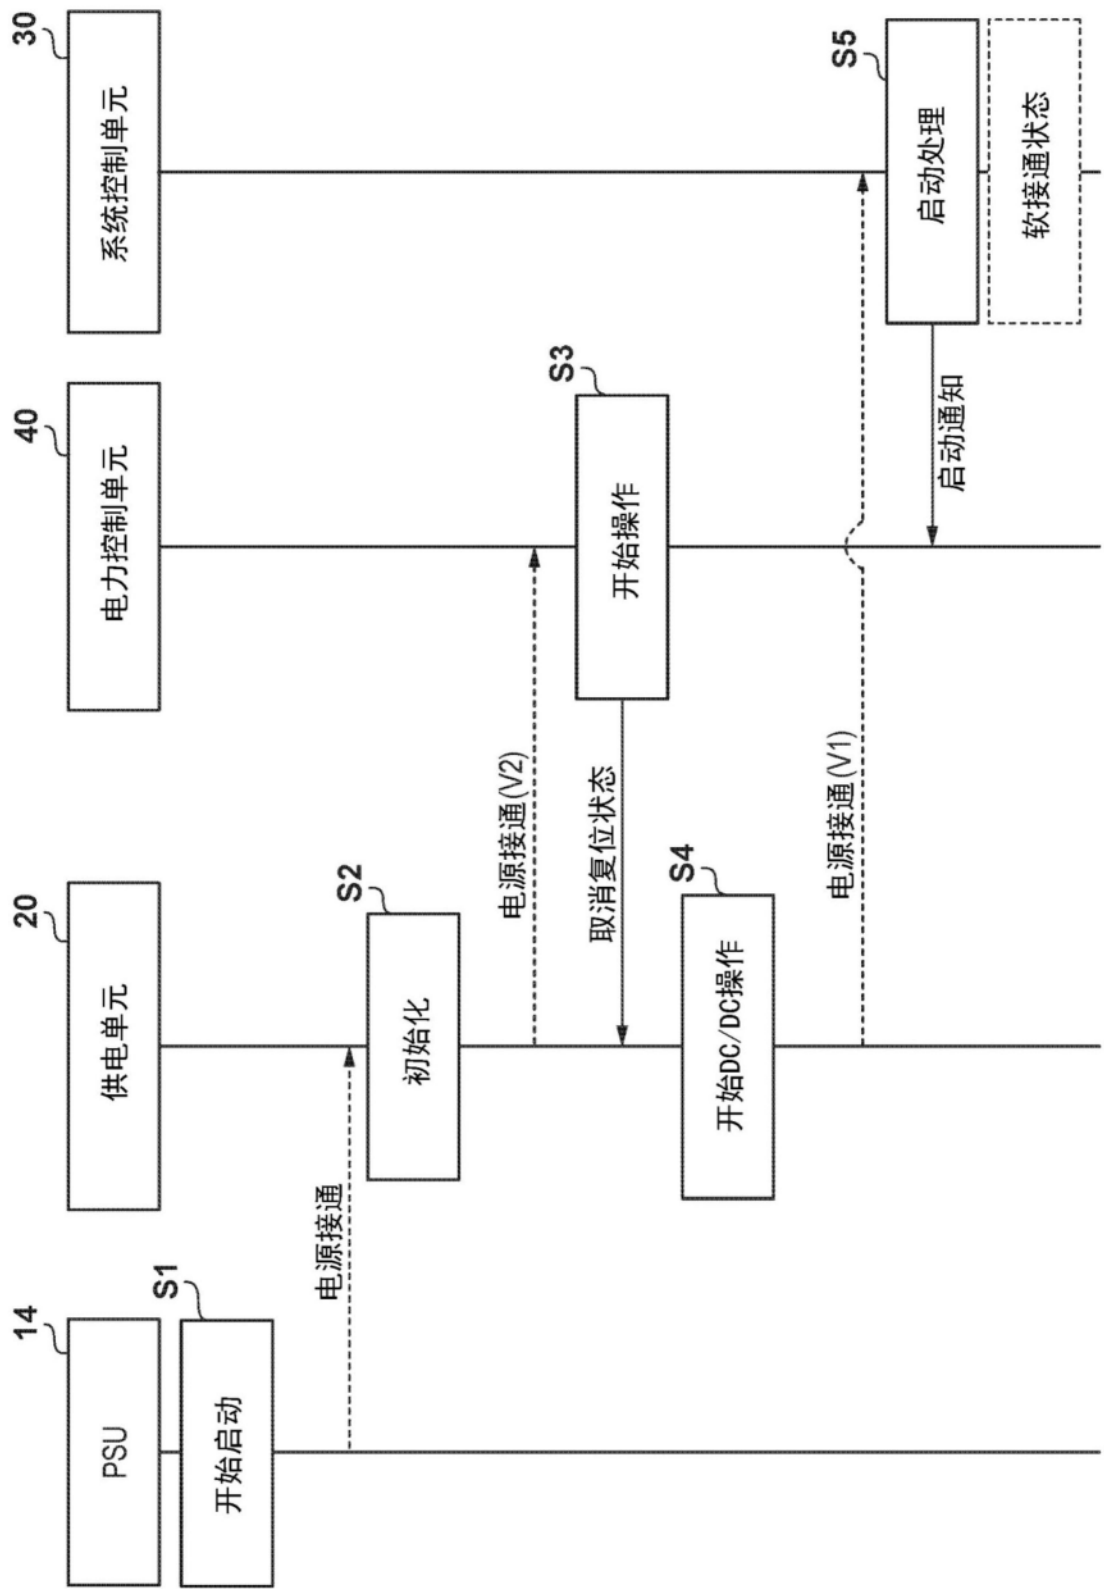 14
20
40
30
PSU
供电单元
电力控制单元
系统控制单元
S1
开始启动
电源接通
S2
初始化
电源接通(V2)
S3
开始操作
取消复位状态
S4
开始DC/DC操作
电源接通(V1)
S5
启动处理
启动通知
软接通状态